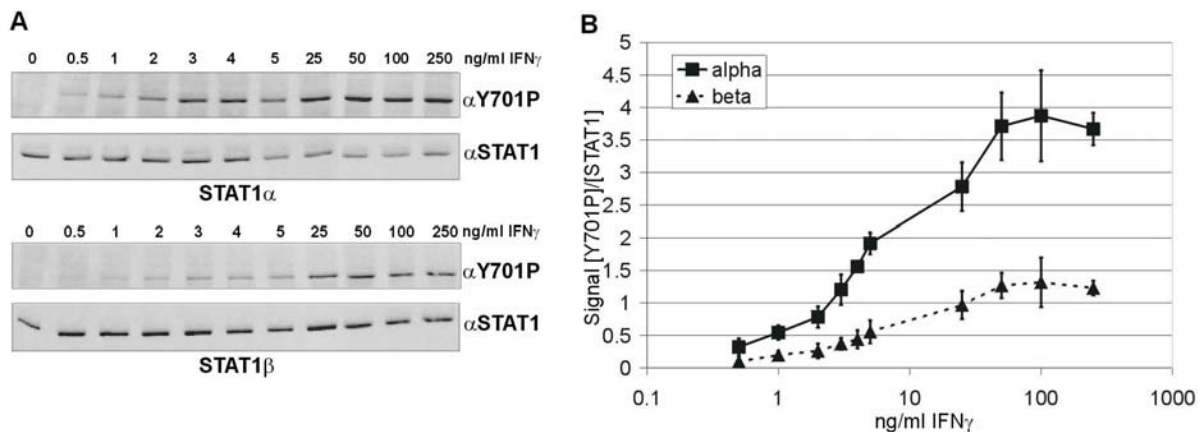 A
0 0.5 1 2 3 4 5 25 50 100 250 ng/ml IFNγ
αY701P
αSTAT1
STAT1α
0 0.5 1 2 3 4 5 25 50 100 250 ng/ml IFNγ
αY701P
αSTAT1
STAT1β
B
Signal [Y701P]/[STAT1]
5
4.5
4
3.5
3
2.5
2
1.5
1
0.5
0
alpha
beta
0.1 1 10 100 1000
ng/ml IFNγ